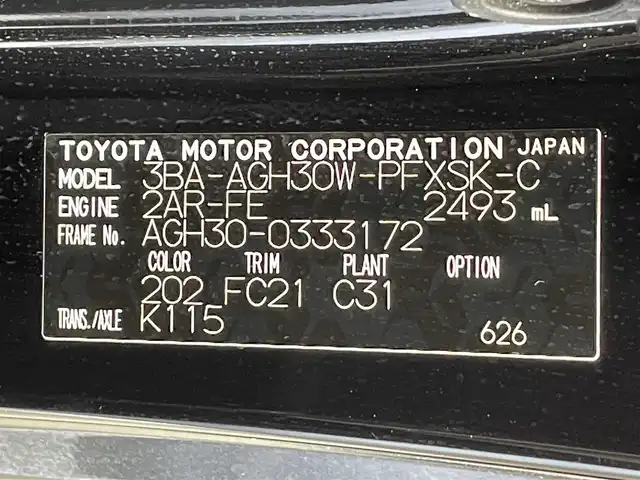 TOYOTA MOTOR CORPORATION JAPAN
MODEL 3BA-AGH30W-PFXSK-C
ENGINE 2AR-FE 2493 mL
FRAME No. AGH30-0333172
COLOR TRIM PLANT OPTION
202 FC21 C31
TRANS./AXLE K115 626